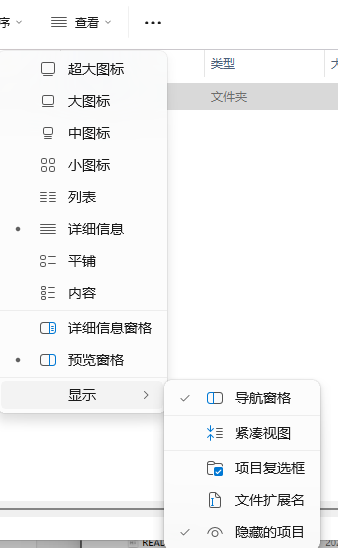 序 查看 ...
类型 大
文件夹
超大图标
大图标
中图标
小图标
列表
详细信息
平铺
内容
详细信息窗格
预览窗格
显示
导航窗格
紧凑视图
项目复选框
文件扩展名
隐藏的项目
READ 202